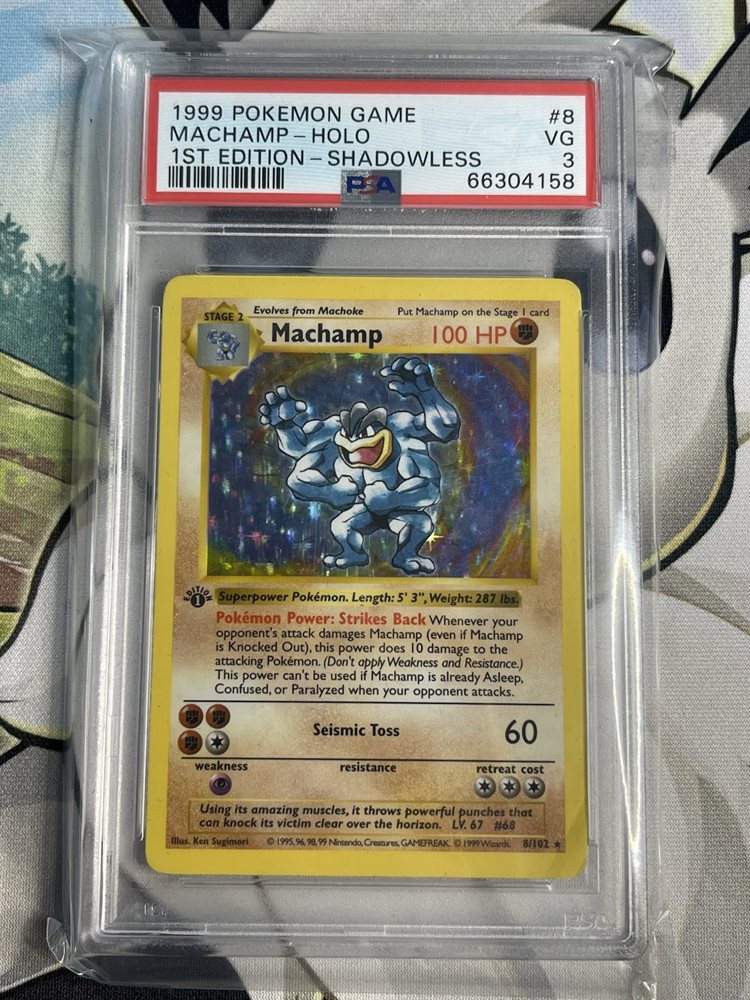 1999 POKEMON GAME #8
MACHAMP - HOLO VG
1ST EDITION - SHADOWLESS 3
PSA 66304158
STAGE 2 Evolves from Machoke Put Machamp on the Stage 1 card
Machamp 100 HP
EDITION 1
Superpower Pokémon. Length: 5' 3", Weight: 287 lbs.
Pokémon Power: Strikes Back Whenever your
opponent's attack damages Machamp (even if Machamp
is Knocked Out), this power does 10 damage to the
attacking Pokémon. (Don't apply Weakness and Resistance.)
This power can't be used if Machamp is already Asleep,
Confused, or Paralyzed when your opponent attacks.
Seismic Toss 60
weakness resistance retreat cost
Using its amazing muscles, it throws powerful punches that
can knock its victim clear over the horizon. LV. 67 #68
Illus. Ken Sugimori © 1995, 96, 98, 99 Nintendo, Creatures, GAMEFREAK. © 1999 Wizards. 8/102 ★
PSA